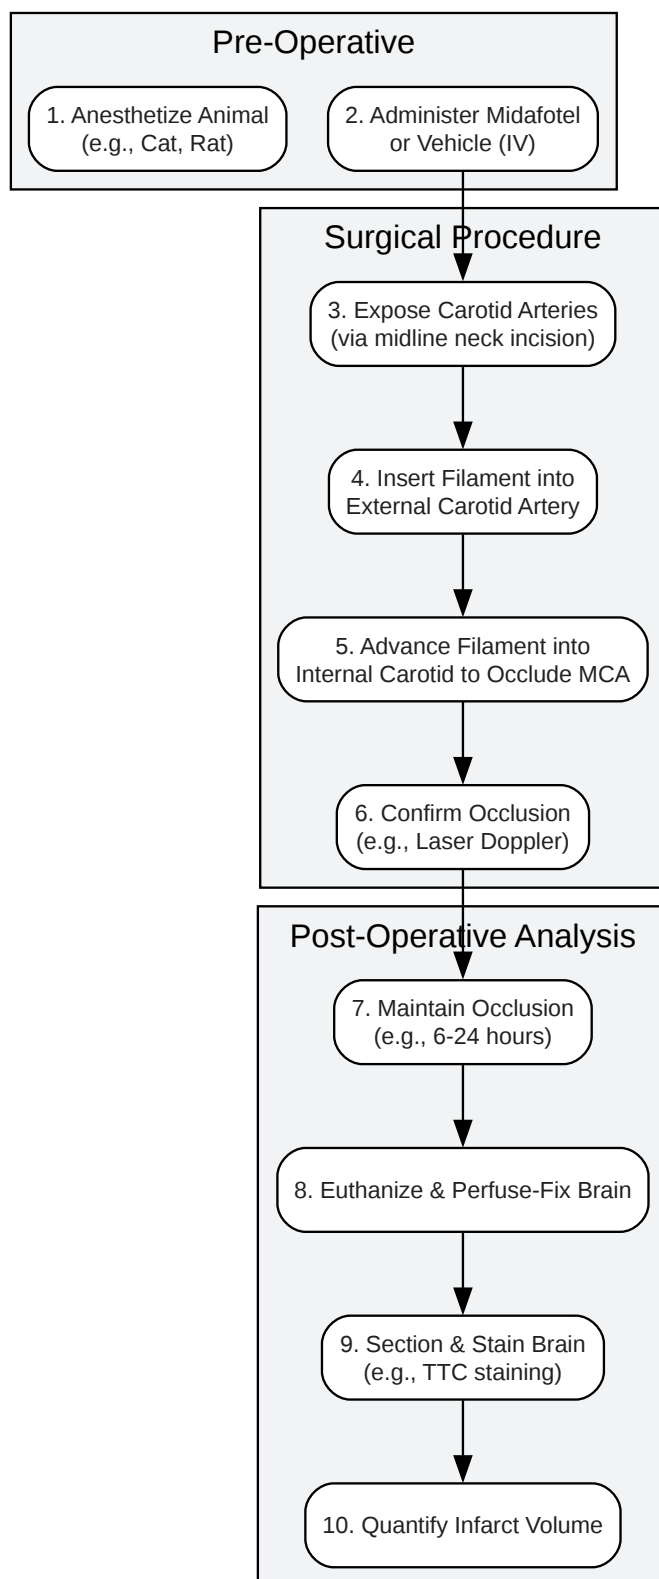 Pre-Operative
1. Anesthetize Animal
(e.g., Cat, Rat)
2. Administer Midafotel
or Vehicle (IV)
Surgical Procedure
3. Expose Carotid Arteries
(via midline neck incision)
4. Insert Filament into
External Carotid Artery
5. Advance Filament into
Internal Carotid to Occlude MCA
6. Confirm Occlusion
(e.g., Laser Doppler)
Post-Operative Analysis
7. Maintain Occlusion
(e.g., 6-24 hours)
8. Euthanize & Perfuse-Fix Brain
9. Section & Stain Brain
(e.g., TTC staining)
10. Quantify Infarct Volume